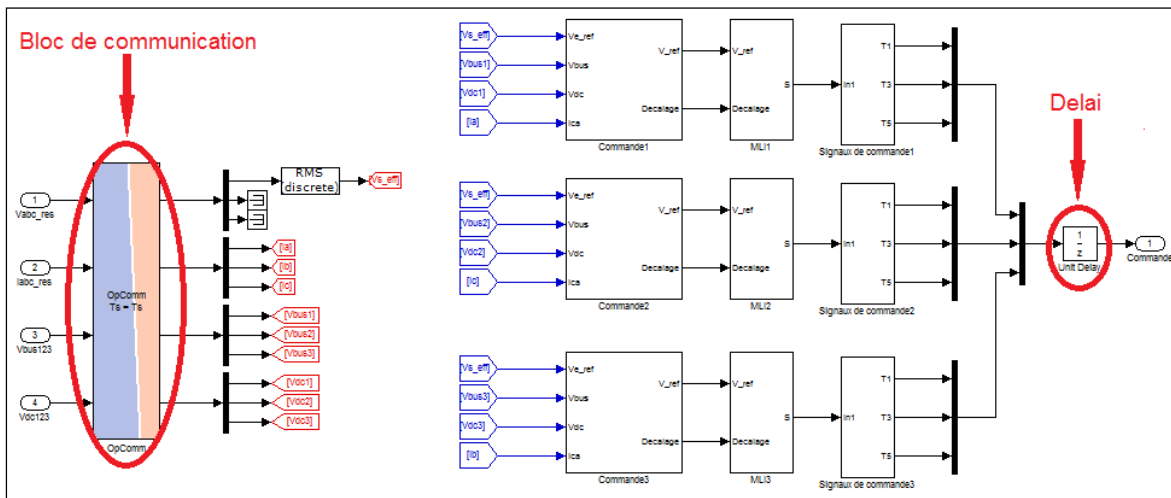 Bloc de communication
1
Vabc_res
2
Iabc_res
3
Vbus123
4
Vdc123
OpComm
Ts = Ts
OpComm
RMS
discrete)
[Vs_eff]
[Ia]
[Ib]
[Ic]
[Vbus1]
[Vbus2]
[Vbus3]
[Vdc1]
[Vdc2]
[Vdc3]
[Vs_eff]
[Vbus1]
[Vdc1]
[Ia]
Ve_ref
Vbus
Vdc
Ica
V_ref
Decalage
Commande1
V_ref
Decalage
S
MLI1
In1
T1
T3
T5
Signaux de commande1
[Vs_eff]
[Vbus2]
[Vdc2]
[Ic]
Ve_ref
Vbus
Vdc
Ica
V_ref
Decalage
Commande2
V_ref
Decalage
S
MLI2
In1
T1
T3
T5
Signaux de commande2
[Vs_eff]
[Vbus3]
[Vdc3]
[Ib]
Ve_ref
Vbus
Vdc
Ica
V_ref
Decalage
Commande3
V_ref
Decalage
S
MLI3
In1
T1
T3
T5
Signaux de commande3
Delai
1
z
Unit Delay
1
Commande